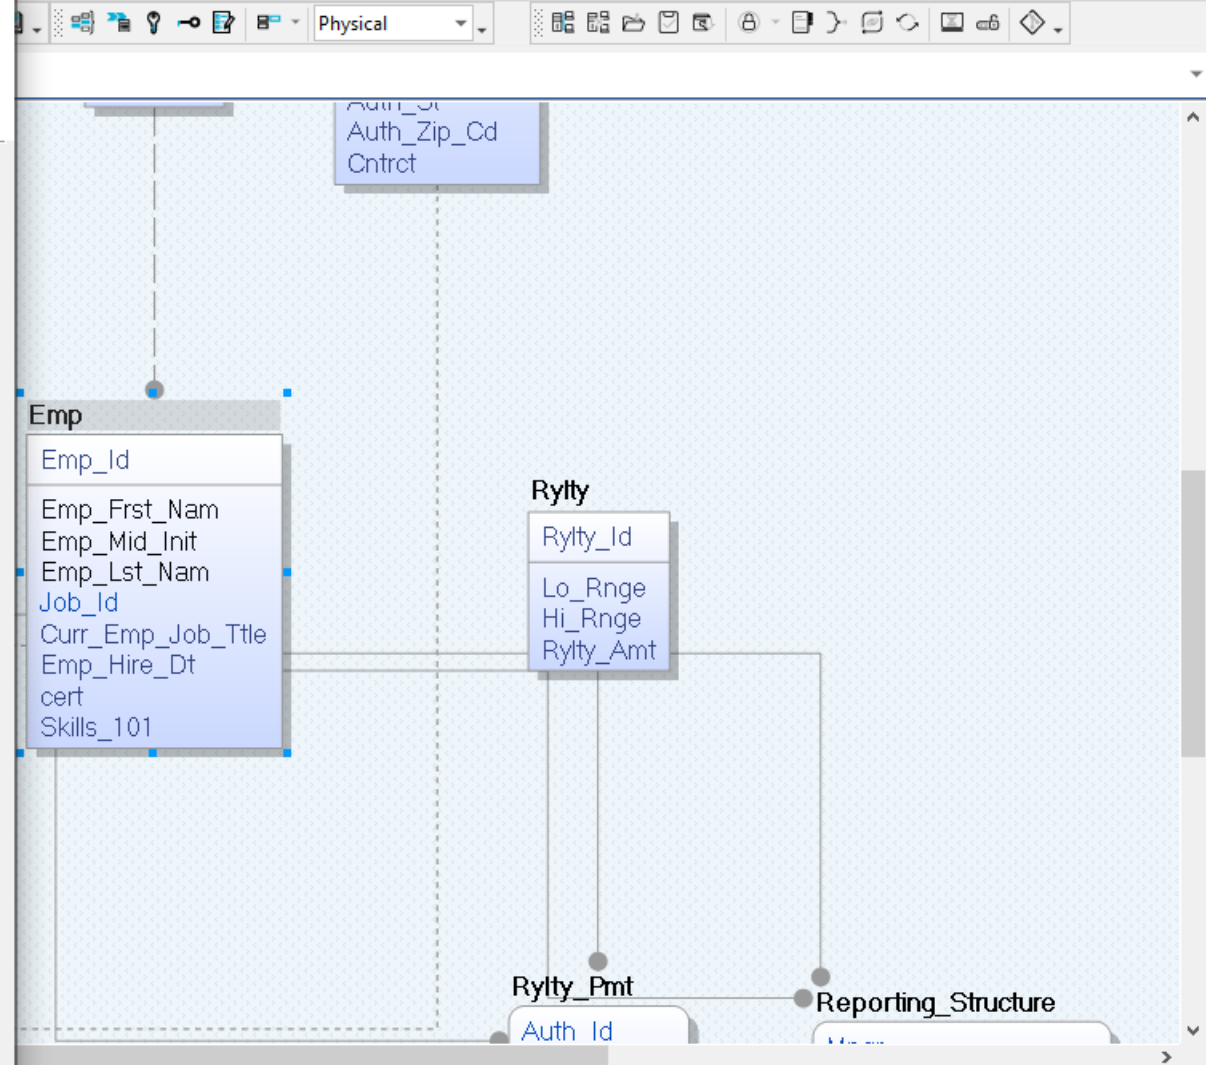 Physical
Auth_St
Auth_Zip_Cd
Cntrct
Emp
Emp_Id
Emp_Frst_Nam
Emp_Mid_Init
Emp_Lst_Nam
Job_Id
Curr_Emp_Job_Ttle
Emp_Hire_Dt
cert
Skills_101
Rylty
Rylty_Id
Lo_Rnge
Hi_Rnge
Rylty_Amt
Rylty_Pmt
Auth_Id
Reporting_Structure